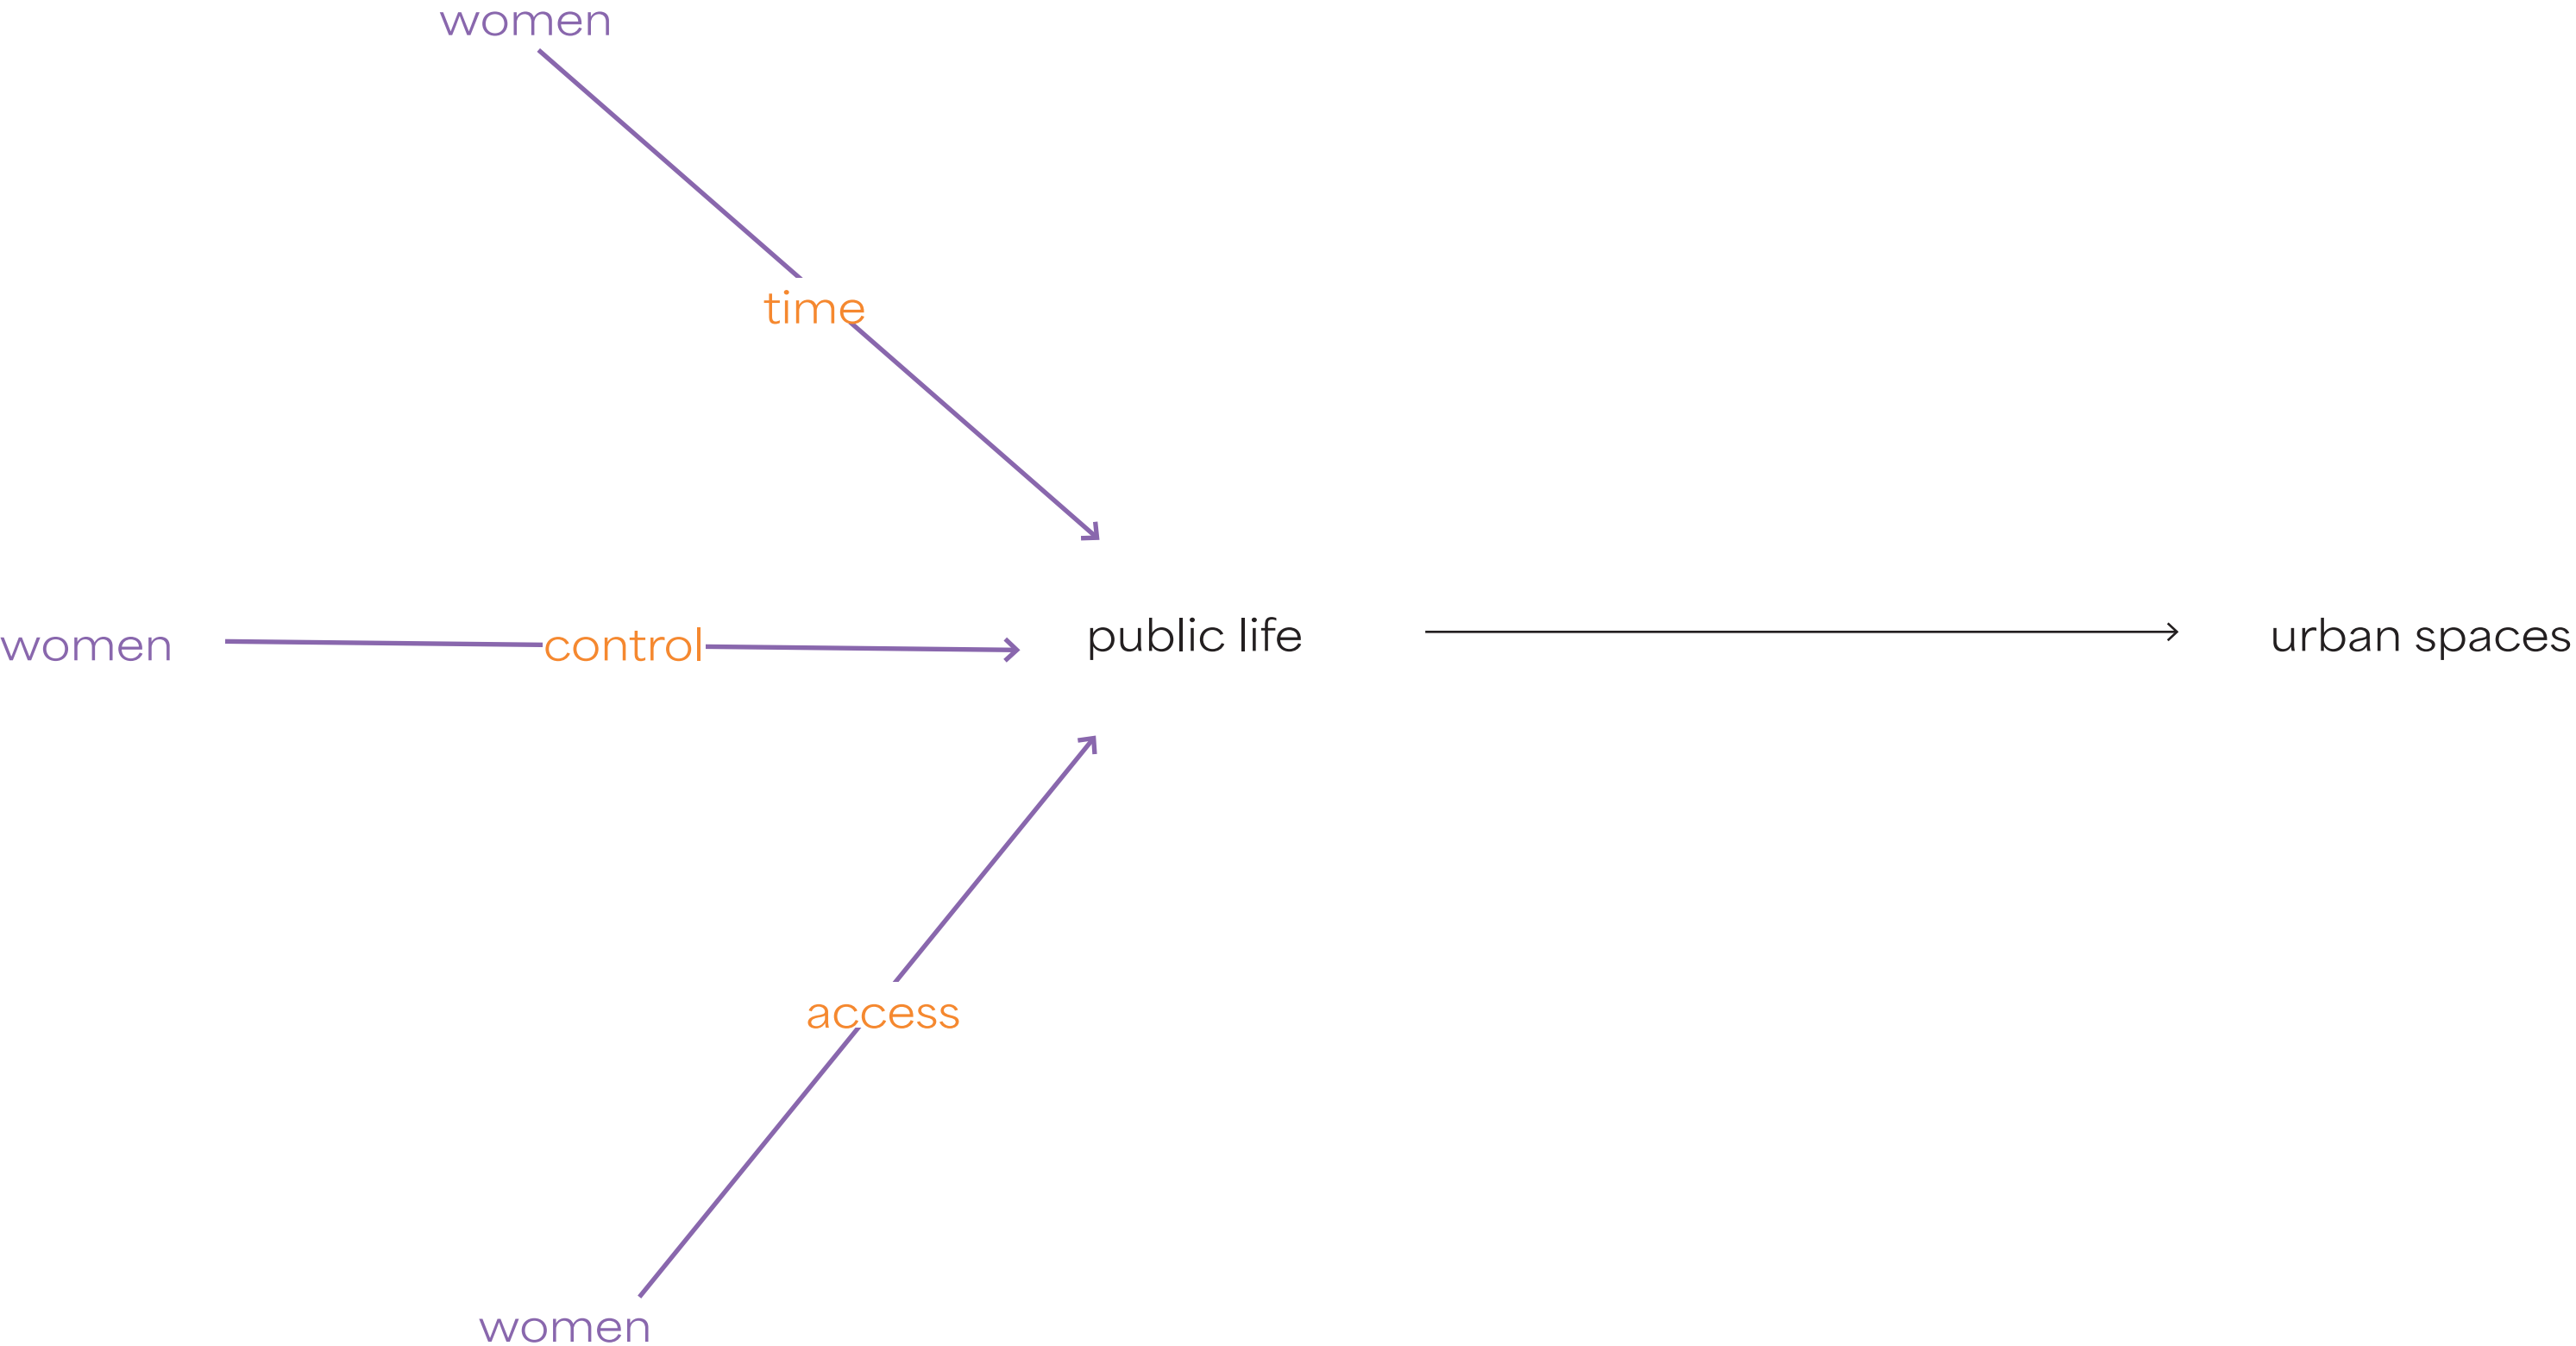 women
time
women
control
public life
urban spaces
access
women